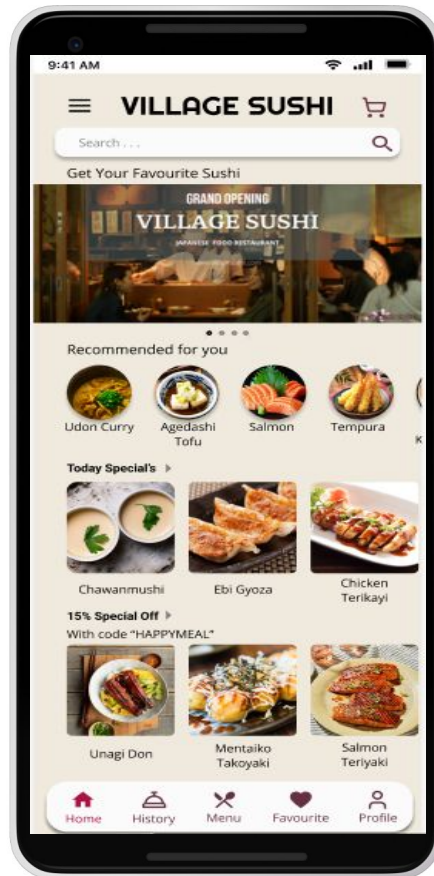 9:41 AM
VILLAGE SUSHI
Search . . .
Get Your Favourite Sushi
GRAND OPENING
VILLAGE SUSHI
JAPANESE FOOD RESTAURANT
Recommended for you
Udon Curry
Agedashi
Tofu
Salmon
Tempura
K
Today Special's
Chawanmushi
Ebi Gyoza
Chicken
Terikayi
15% Special Off
With code "HAPPYMEAL"
Unagi Don
Mentaiko
Takoyaki
Salmon
Teriyaki
Home
History
Menu
Favourite
Profile